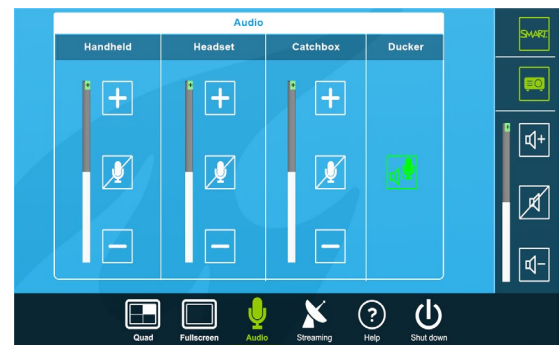 Audio
Handheld Headset Catchbox Ducker
SMART
Quad Fullscreen Audio Streaming Help Shut down